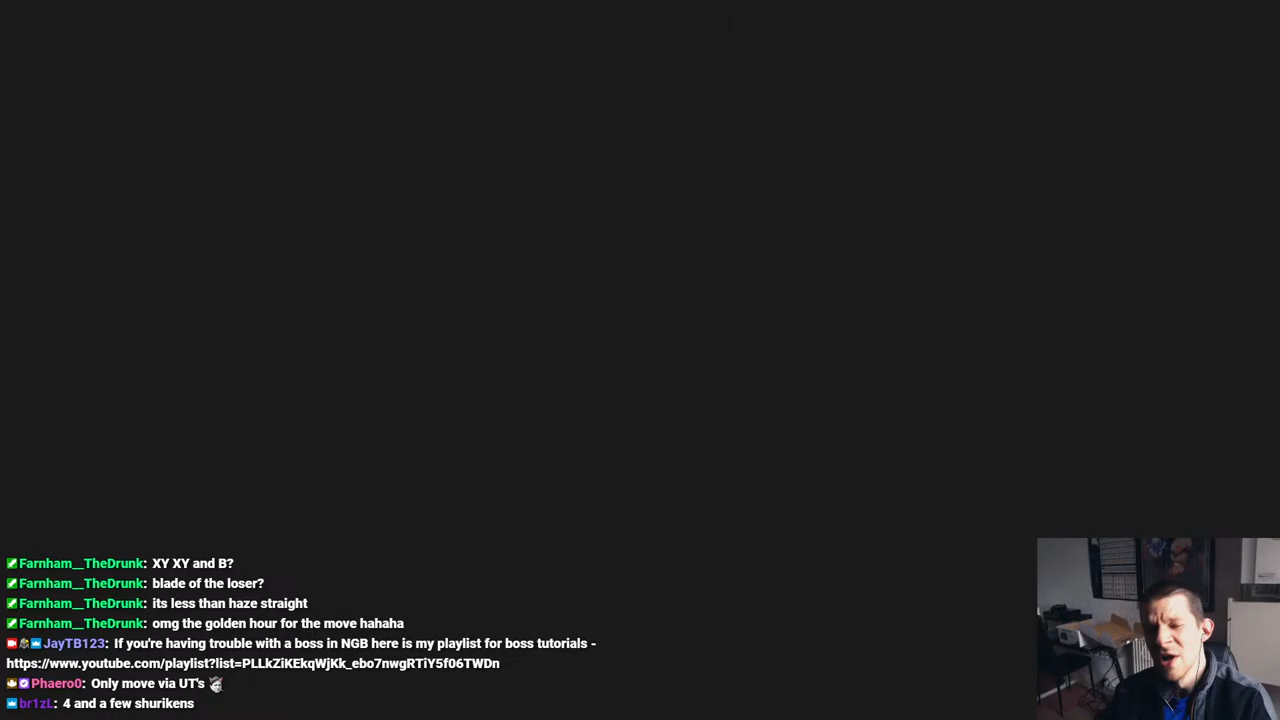 Farnham__TheDrunk: XY XY and B?
Farnham__TheDrunk: blade of the loser?
Farnham__TheDrunk: its less than haze straight
Farnham__TheDrunk: omg the golden hour for the move hahaha
JayTB123: If you're having trouble with a boss in NGB here is my playlist for boss tutorials -
https://www.youtube.com/playlist?list=PLLkZiKEkqWjKk_ebo7nwgRTiY5f06TWDn
Phaero0: Only move via UT's
br1zL: 4 and a few shurikens